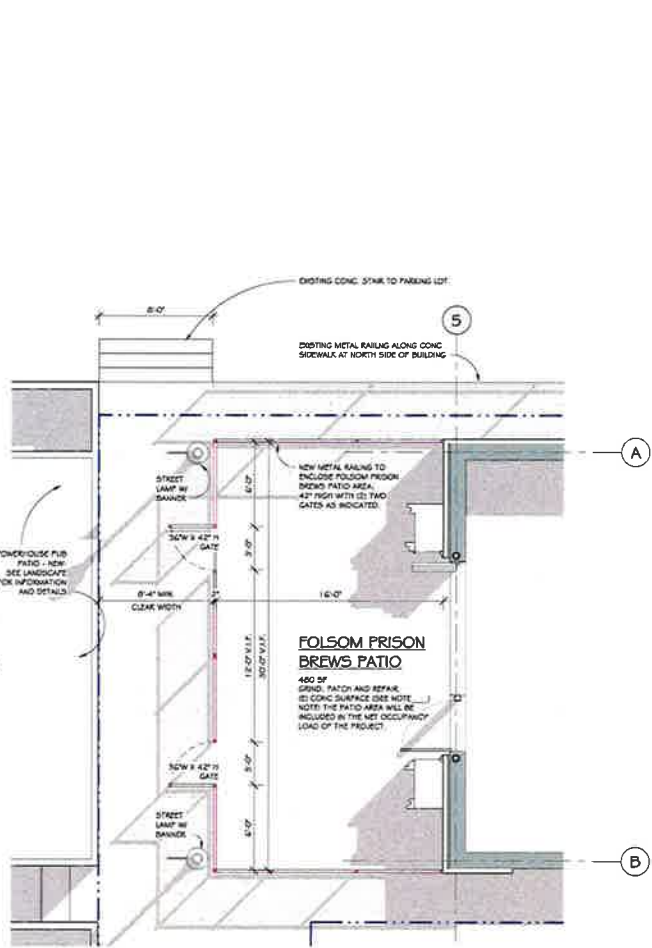 EXISTING CONC. STAIR TO PARKING LOT
8'-0"
5
EXISTING METAL RAILING ALONG CONC
SIDEWALK AT NORTH SIDE OF BUILDING
A
NEW METAL RAILING TO
ENCLOSE FOLSOM PRISON
BREWS PATIO AREA.
42" HIGH WITH (2) TWO
GATES AS INDICATED.
STREET
LAMP W/
BANNER
6'-0"
36"W X 42" H
GATE
3'-0"
POWERHOUSE PUB
PATIO - NEW
SEE LANDSCAPE
FOR INFORMATION
AND DETAILS
8'-4" MIN.
CLEAR WIDTH
2"
16'-0"
12'-0" V.I.F.
30'-0" V.I.F.
FOLSOM PRISON
BREWS PATIO
480 SF
GRIND, PATCH AND REPAIR
(E) CONC SURFACE (SEE NOTE
NOTE: THE PATIO AREA WILL BE
INCLUDED IN THE NET OCCUPANCY
LOAD OF THE PROJECT.
36"W X 42" H
GATE
3'-0"
STREET
LAMP W/
BANNER
6'-0"
B